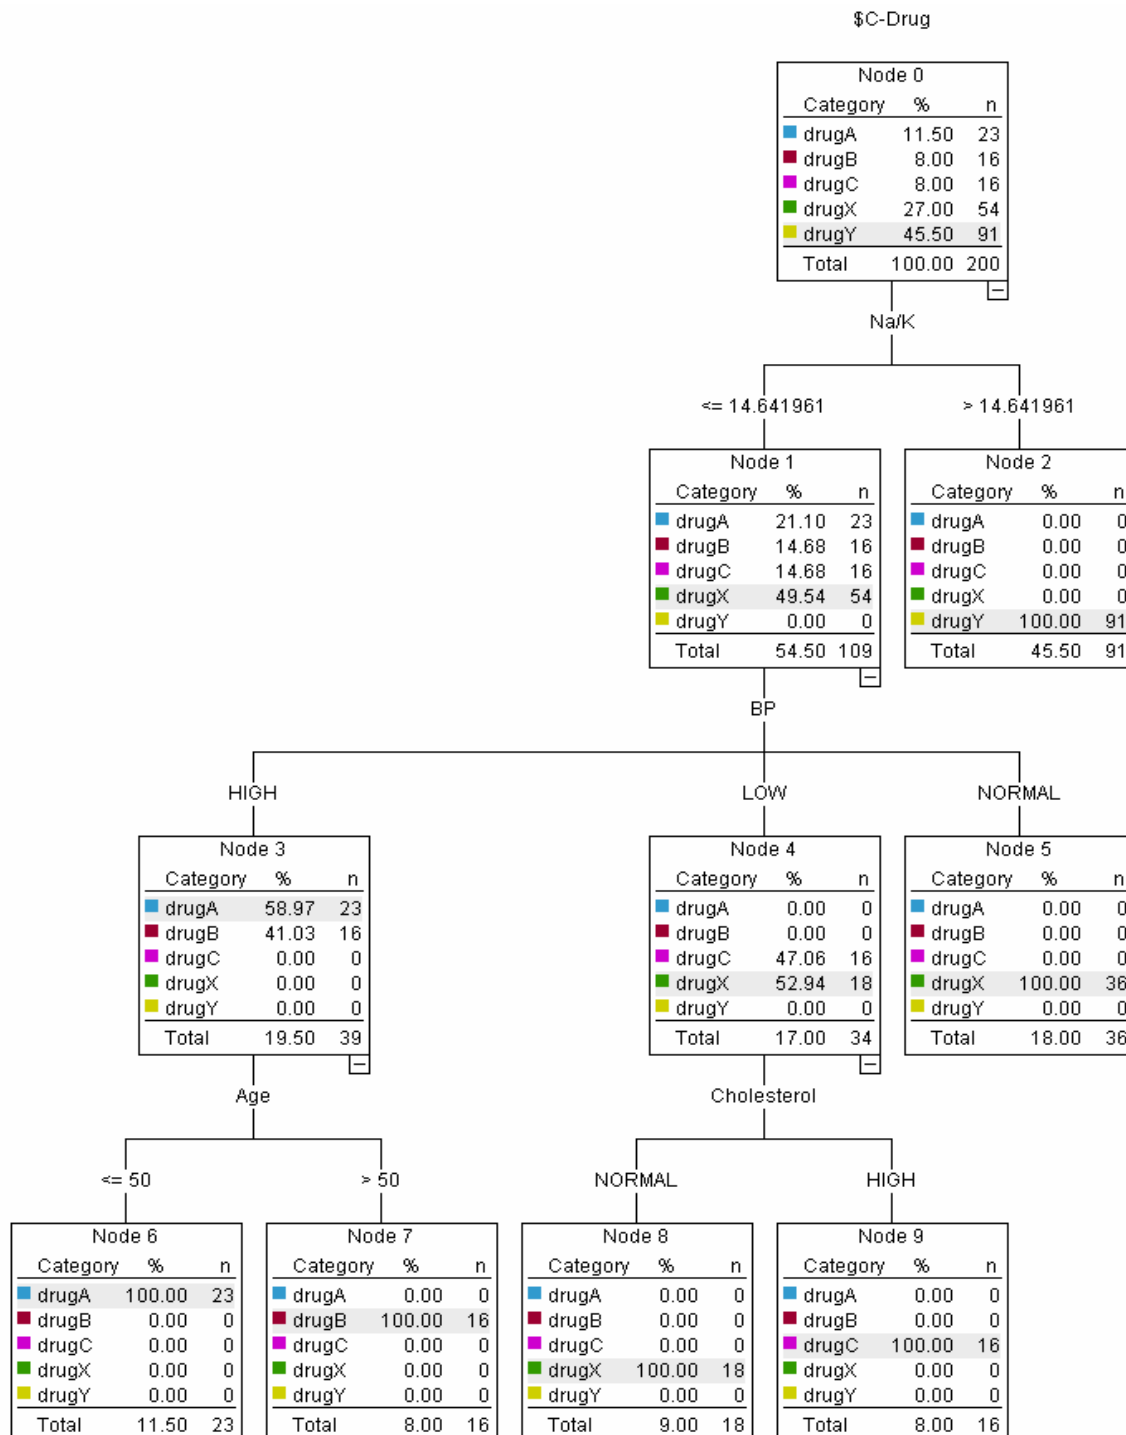 $C-Drug
Node 0
Category % n
drugA 11.50 23
drugB 8.00 16
drugC 8.00 16
drugX 27.00 54
drugY 45.50 91
Total 100.00 200
Na/K
<= 14.641961
> 14.641961
Node 1
Category % n
drugA 21.10 23
drugB 14.68 16
drugC 14.68 16
drugX 49.54 54
drugY 0.00 0
Total 54.50 109
Node 2
Category % n
drugA 0.00 0
drugB 0.00 0
drugC 0.00 0
drugX 0.00 0
drugY 100.00 91
Total 45.50 91
BP
HIGH
LOW
NORMAL
Node 3
Category % n
drugA 58.97 23
drugB 41.03 16
drugC 0.00 0
drugX 0.00 0
drugY 0.00 0
Total 19.50 39
Node 4
Category % n
drugA 0.00 0
drugB 0.00 0
drugC 47.06 16
drugX 52.94 18
drugY 0.00 0
Total 17.00 34
Node 5
Category % n
drugA 0.00 0
drugB 0.00 0
drugC 0.00 0
drugX 100.00 36
drugY 0.00 0
Total 18.00 36
Age
Cholesterol
<= 50
> 50
NORMAL
HIGH
Node 6
Category % n
drugA 100.00 23
drugB 0.00 0
drugC 0.00 0
drugX 0.00 0
drugY 0.00 0
Total 11.50 23
Node 7
Category % n
drugA 0.00 0
drugB 100.00 16
drugC 0.00 0
drugX 0.00 0
drugY 0.00 0
Total 8.00 16
Node 8
Category % n
drugA 0.00 0
drugB 0.00 0
drugC 0.00 0
drugX 100.00 18
drugY 0.00 0
Total 9.00 18
Node 9
Category % n
drugA 0.00 0
drugB 0.00 0
drugC 100.00 16
drugX 0.00 0
drugY 0.00 0
Total 8.00 16